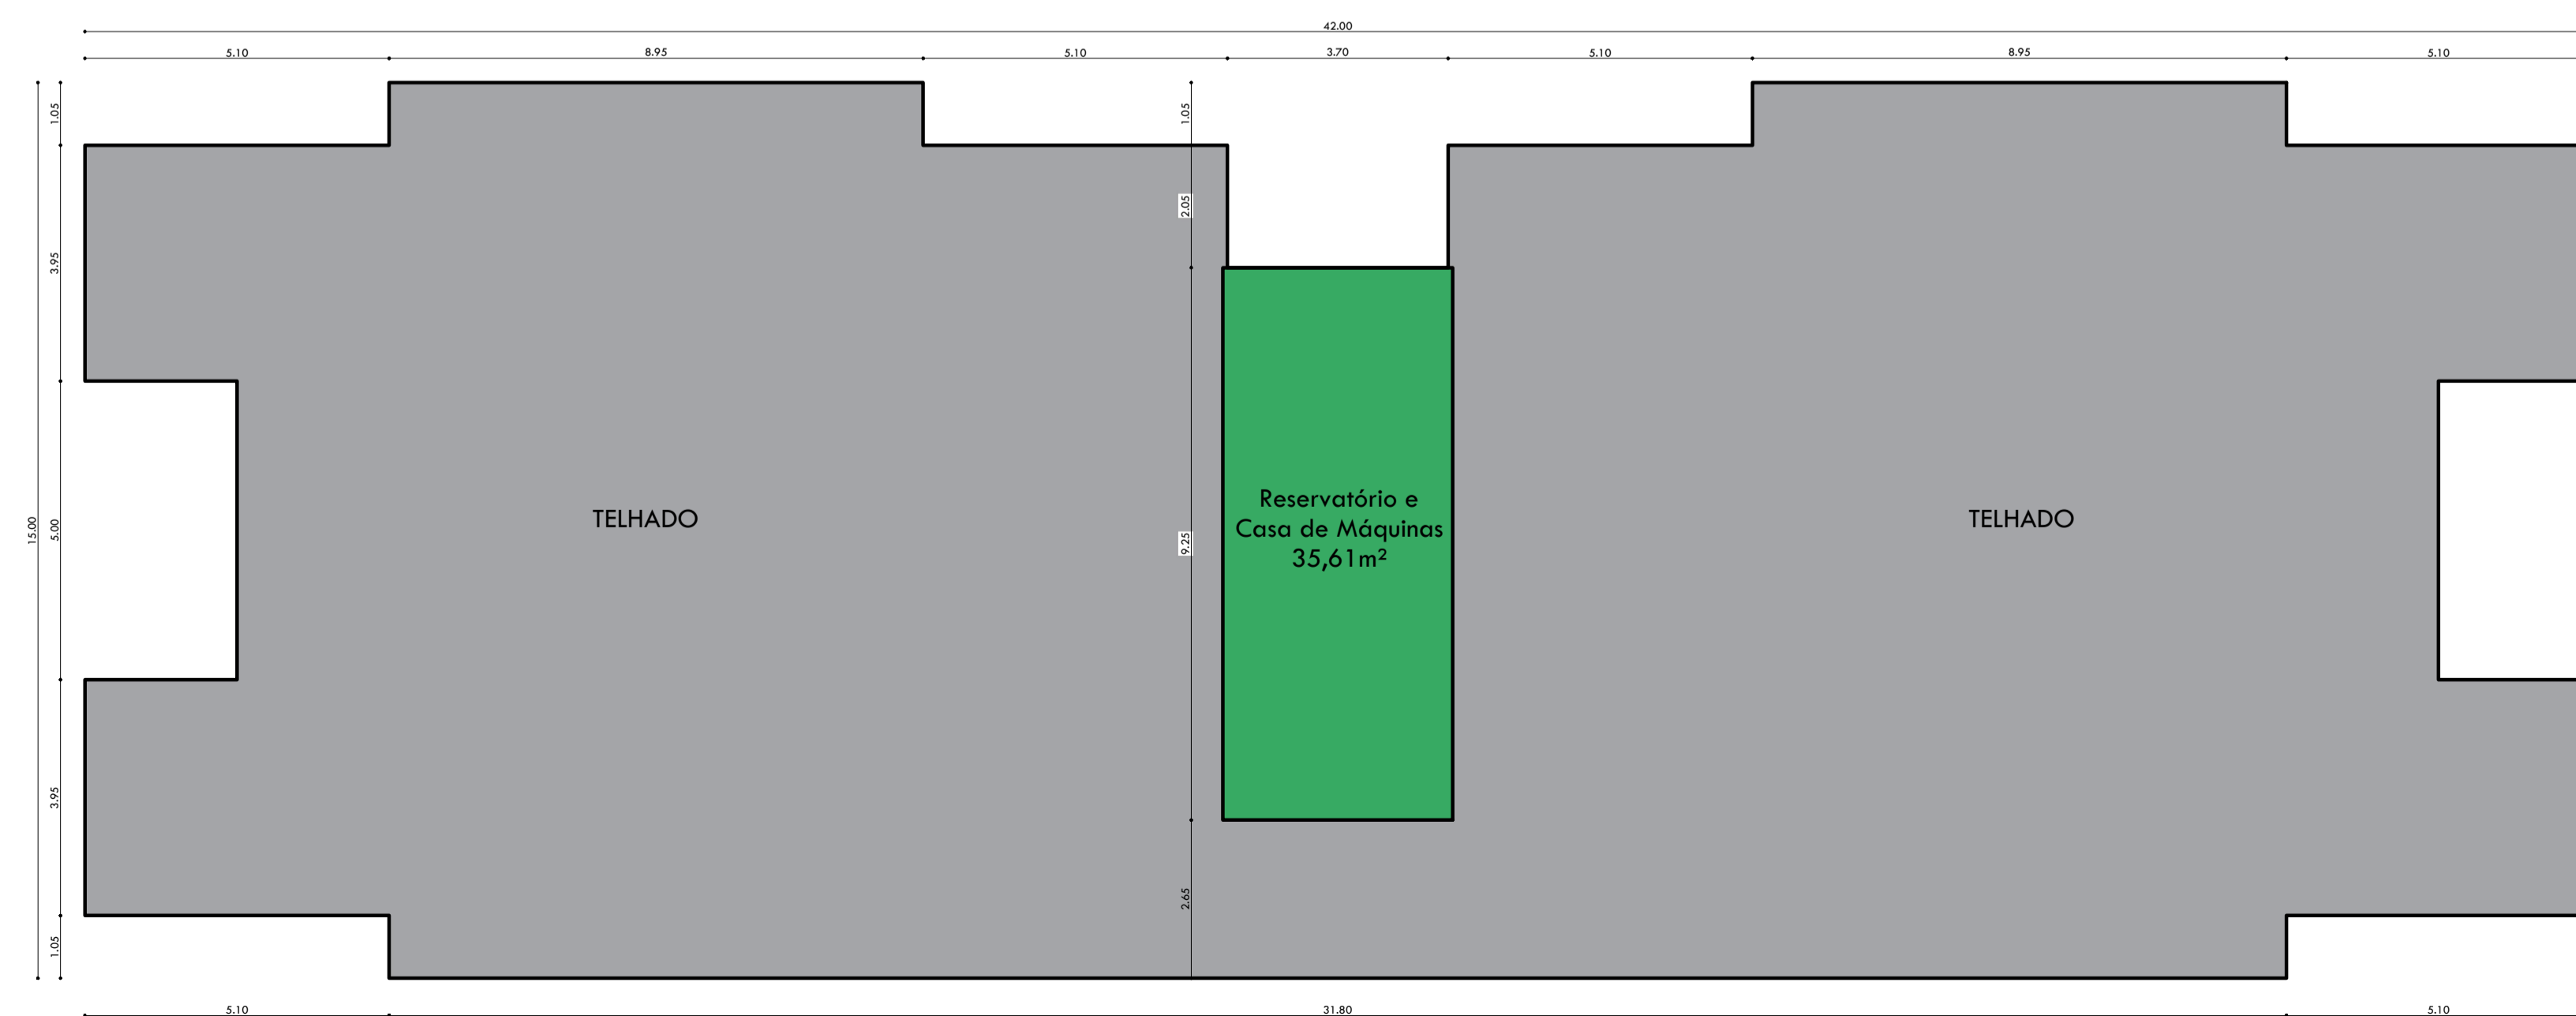 42.00
5.10 8.95 5.10 3.70 5.10 8.95 5.10
1.05
1.05
2.05
3.95
TELHADO
Reservatório e
Casa de Máquinas
35,61m²
TELHADO
15.00
5.00
9.25
3.95
2.65
1.05
5.10 31.80 5.10